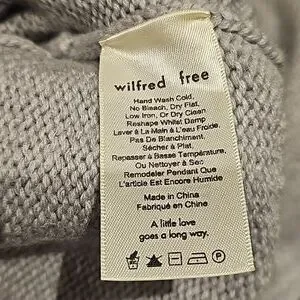 wilfred free
Hand Wash Cold,
No Bleach, Dry Flat,
Low Iron, Or Dry Clean
Reshape Whilst Damp
Laver À La Main À L'eau Froide,
Pas De Blanchiment,
Sécher à Plat,
Repasser à Basse Température,
Ou Nettoyer à Sec
Remodeler Pendant Que
L'article Est Encore Humide
Made in China
Fabriqué en Chine
A little love
goes a long way.